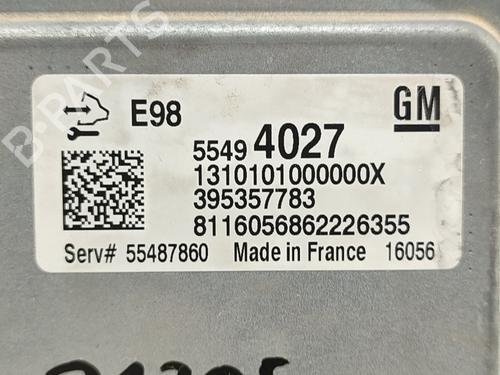 B-PARTS
E98
GM
5549 4027
1310101000000X
395357783
8116056862226355
Serv# 55487860 Made in France 16056